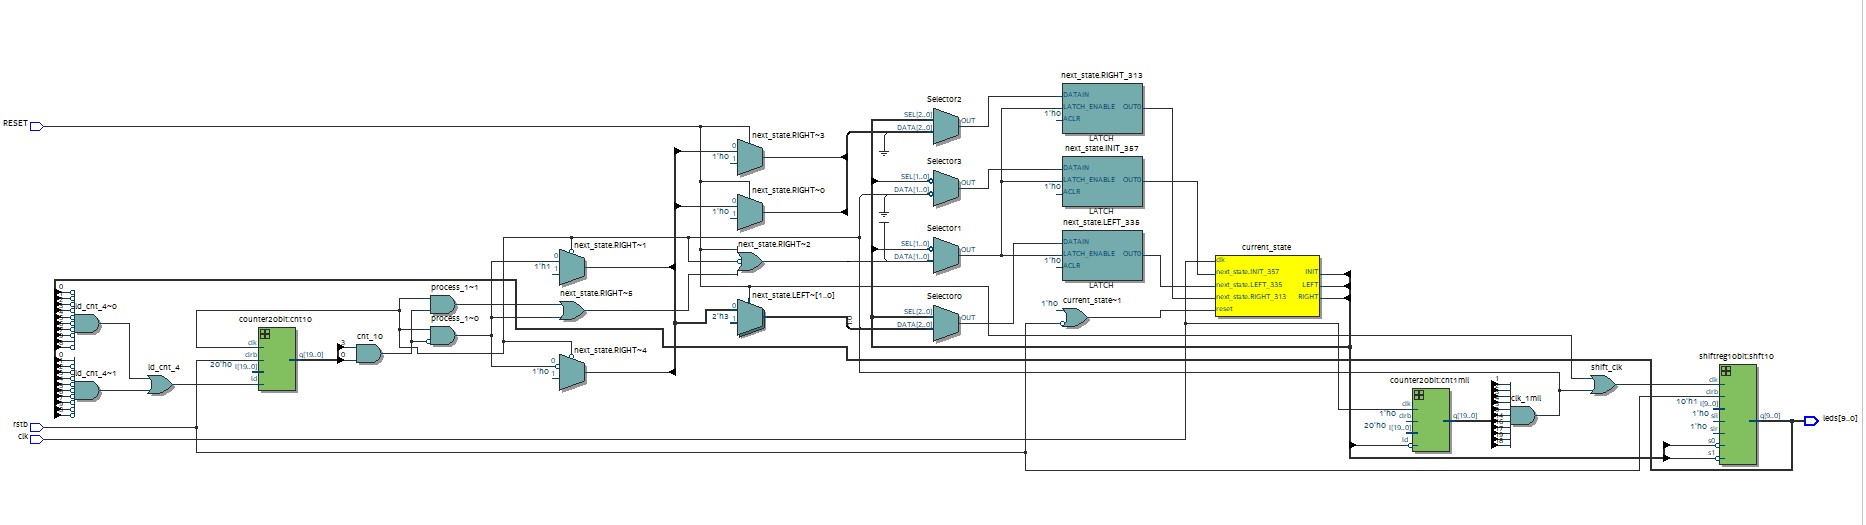 next_state.RIGHT_313
DATAIN
LATCH_ENABLE OUT0
1'h0
ACLR
LATCH
Selector2
SEL[2..0]
OUT
DATA[2..0]
RESET
next_state.RIGHT~3
0
1'h0
1
next_state.INIT_357
DATAIN
LATCH_ENABLE OUT0
1'h0
ACLR
LATCH
Selector3
SEL[1..0]
OUT
DATA[1..0]
next_state.RIGHT~0
0
1'h0
1
next_state.LEFT_335
DATAIN
LATCH_ENABLE OUT0
1'h0
ACLR
LATCH
Selector1
SEL[1..0]
OUT
DATA[1..0]
next_state.RIGHT~2
next_state.RIGHT~1
0
1'h1
1
current_state
clk
next_state.INIT_357 INIT
next_state.LEFT_335 LEFT
next_state.RIGHT_313 RIGHT
reset
current_state~1
1'h0
Selector0
SEL[2..0]
OUT
DATA[2..0]
next_state.LEFT~[1..0]
0
2'h3
1
next_state.RIGHT~5
process_1~1
process_1~0
ld_cnt_4~0
ld_cnt_4~1
ld_cnt_4
counter20bit:cnt10
clk
clrb
q[19..0]
20'h0 I[19..0]
ld
cnt_10
3
0
next_state.RIGHT~4
0
1'h0
1
shift_clk
counter20bit:cnt1mil
clk
1'h0 clrb
q[19..0]
20'h0 I[19..0]
ld
clk_1mil
shiftreg10bit:shft10
clk
clrb
10'h1 I[9..0]
1'h0 sil
q[9..0]
1'h0 sir
s0
s1
leds[9..0]
rstb
clk